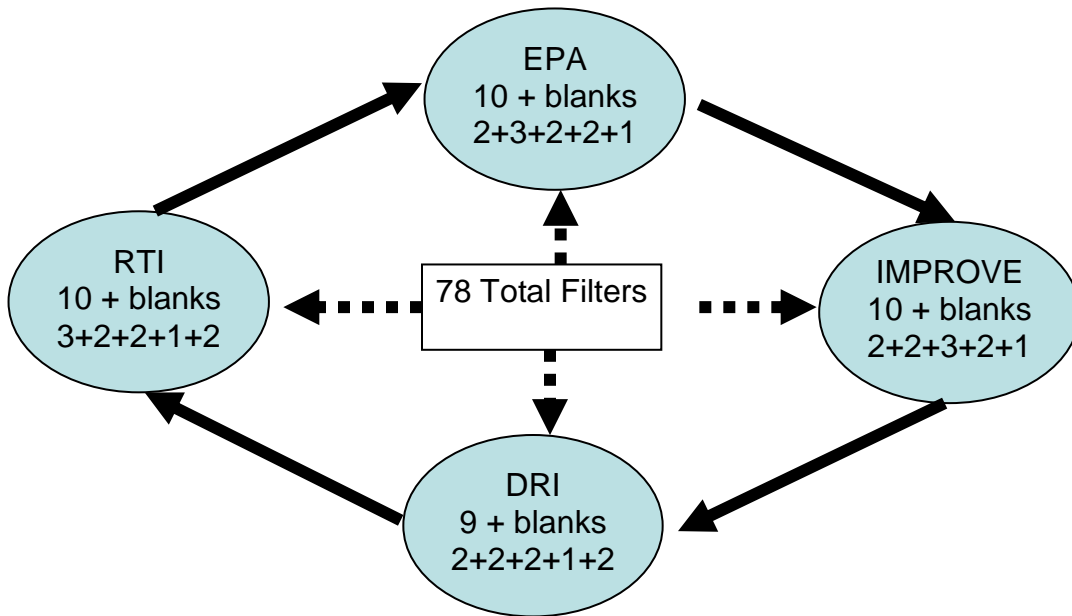 EPA
10 + blanks
2+3+2+2+1
RTI
10 + blanks
3+2+2+1+2
78 Total Filters
IMPROVE
10 + blanks
2+2+3+2+1
DRI
9 + blanks
2+2+2+1+2